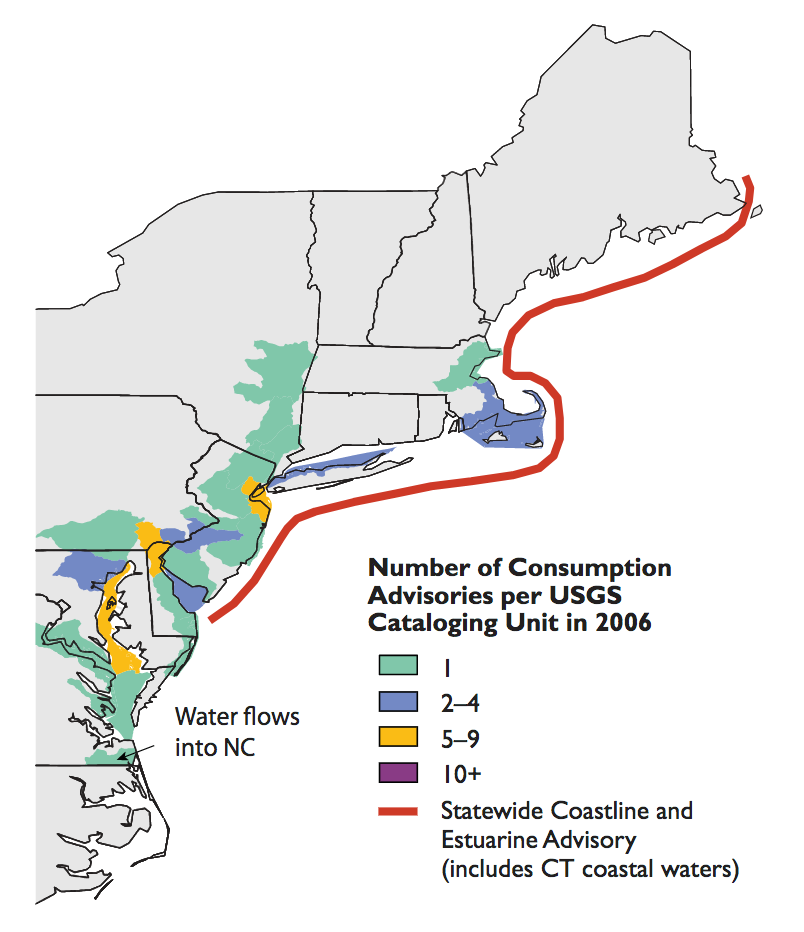 Water flows
into NC
Number of Consumption
Advisories per USGS
Cataloging Unit in 2006
1
2–4
5–9
10+
Statewide Coastline and
Estuarine Advisory
(includes CT coastal waters)